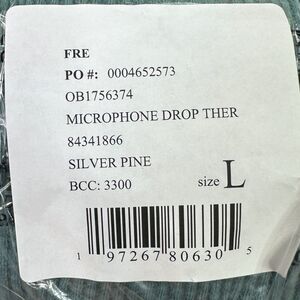 FRE
PO #: 0004652573
OB1756374
MICROPHONE DROP THER
84341866
SILVER PINE
BCC: 3300 size L
1 97267 80630 5